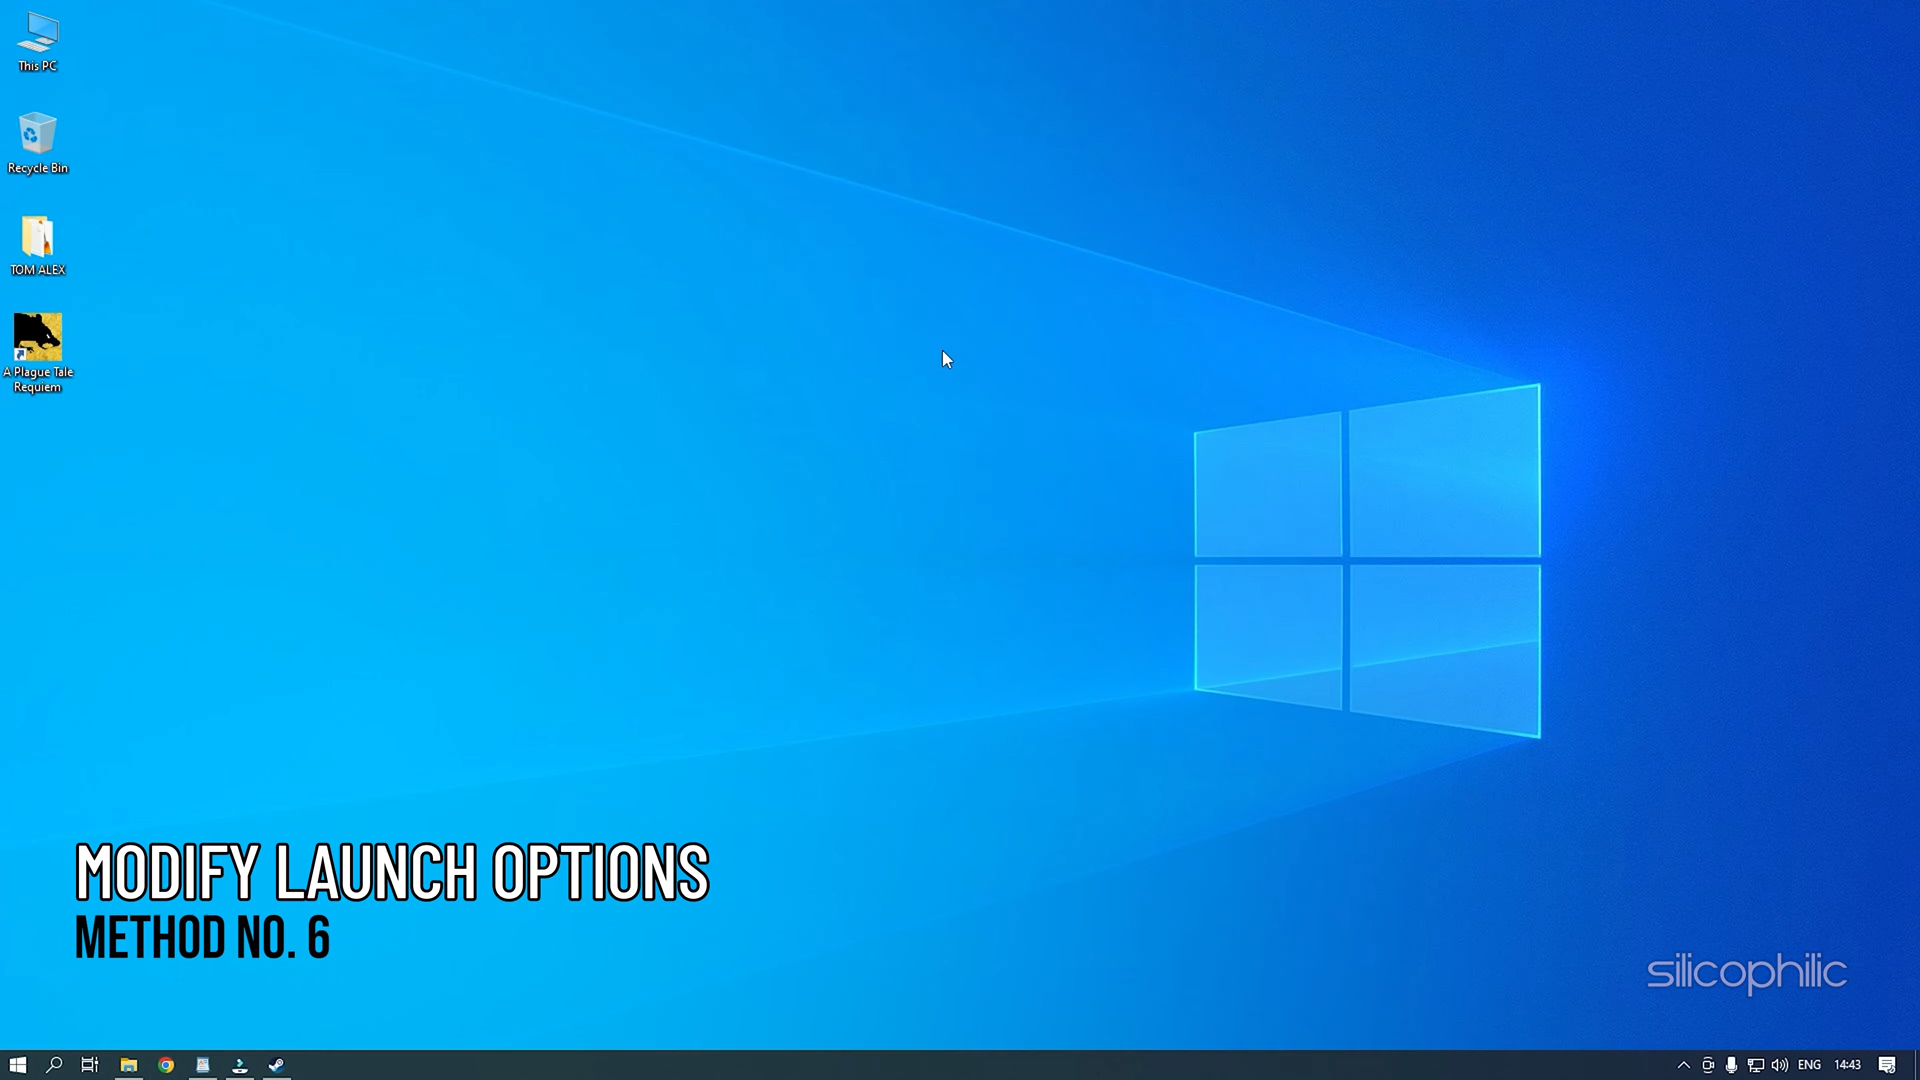 This PC
Recycle Bin
TOM ALEX
A Plague Tale
Requiem
MODIFY LAUNCH OPTIONS
METHOD NO. 6
silicophilic
ENG
14:43